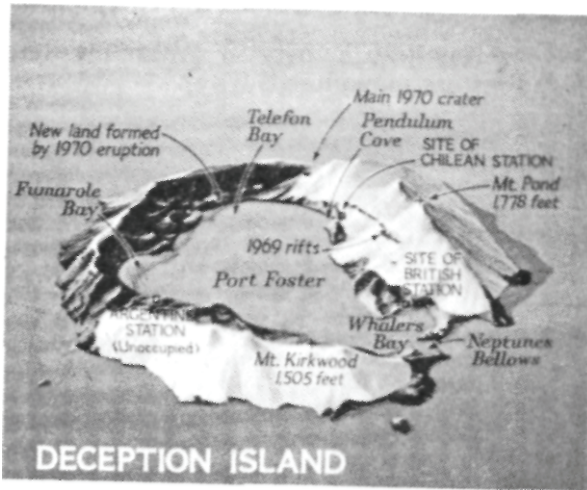 Main 1970 crater
Telefon
Bay
Pendulum
Cove
New land formed
by 1970 eruption
SITE OF
CHILEAN STATION
Fumarole
Bay
Mt. Pond
1,778 feet
1969 rifts
Port Foster
SITE OF
BRITISH
STATION
ARGENTINE
STATION
(Unoccupied)
Whalers
Bay
Neptunes
Bellows
Mt. Kirkwood
1,505 feet
DECEPTION ISLAND